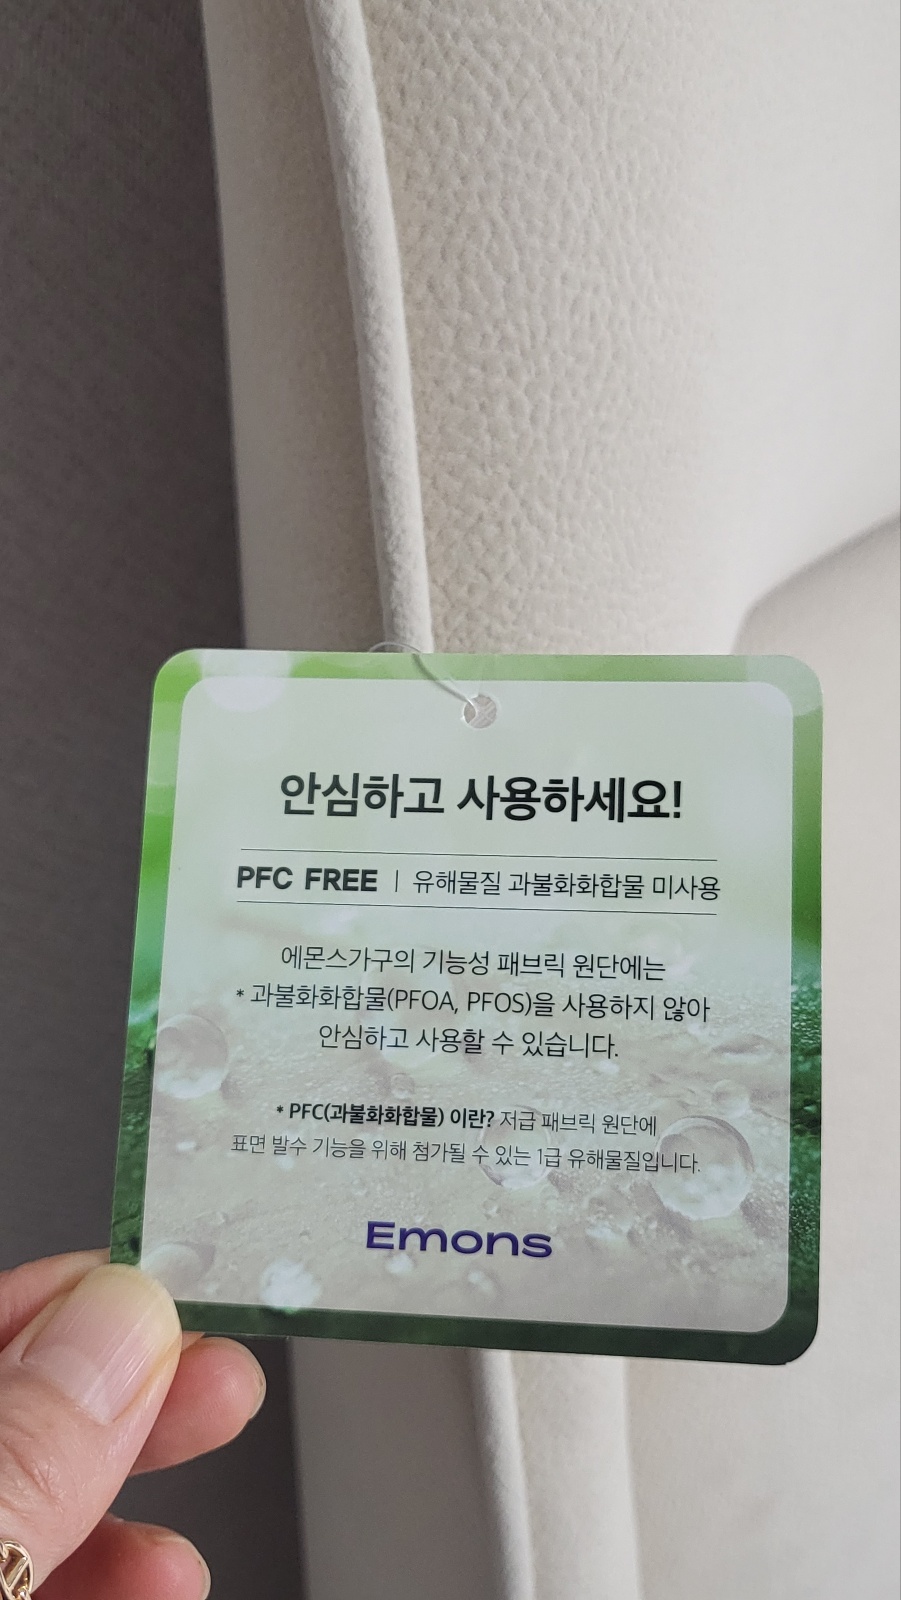 안심하고 사용하세요!
PFC FREE | 유해물질 과불화화합물 미사용
에몬스가구의 기능성 패브릭 원단에는
* 과불화화합물(PFOA, PFOS)을 사용하지 않아
안심하고 사용할 수 있습니다.
* PFC(과불화화합물) 이란? 저급 패브릭 원단에
표면 발수 기능을 위해 첨가될 수 있는 1급 유해물질입니다.
Emons